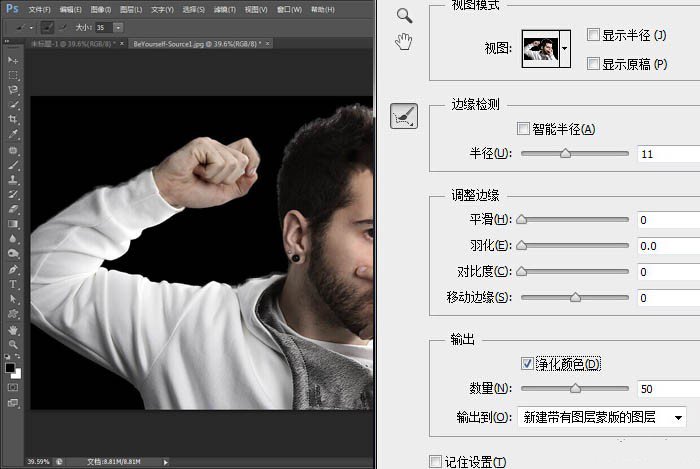 Ps 文件(F) 编辑(E) 图像(I) 图层(L) 文字(Y) 选择(S) 滤镜(T) 视图(V) 窗口(W) 帮助(H)
大小: 35
未标题-1 @ 39.6%(RGB/8) * × BeYourself-Source1.jpg @ 39.6%(RGB/8) * ×
39.59% 文档:8.81M/8.81M
视图模式
视图:
显示半径 (J)
显示原稿 (P)
边缘检测
智能半径(A)
半径(U): 11
调整边缘
平滑(H): 0
羽化(E): 0.0
对比度(C): 0
移动边缘(S): 0
输出
净化颜色(D)
数量(N): 50
输出到(O): 新建带有图层蒙版的图层
记住设置(T)